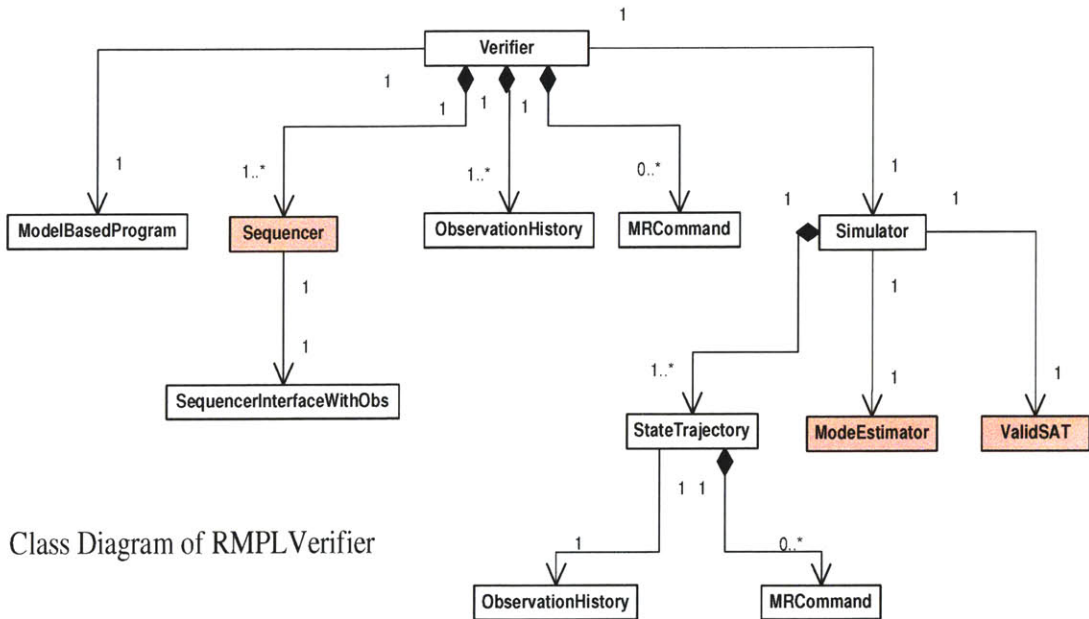 1
Verifier
1
1
1
1
1
1..*
1..*
0..*
1
1
1
ModelBasedProgram
Sequencer
ObservationHistory
MRCommand
Simulator
1
1
1
1..*
1
1
SequencerInterfaceWithObs
StateTrajectory
ModeEstimator
ValidSAT
1
1
Class Diagram of RMPLVerifier
1
0..*
ObservationHistory
MRCommand